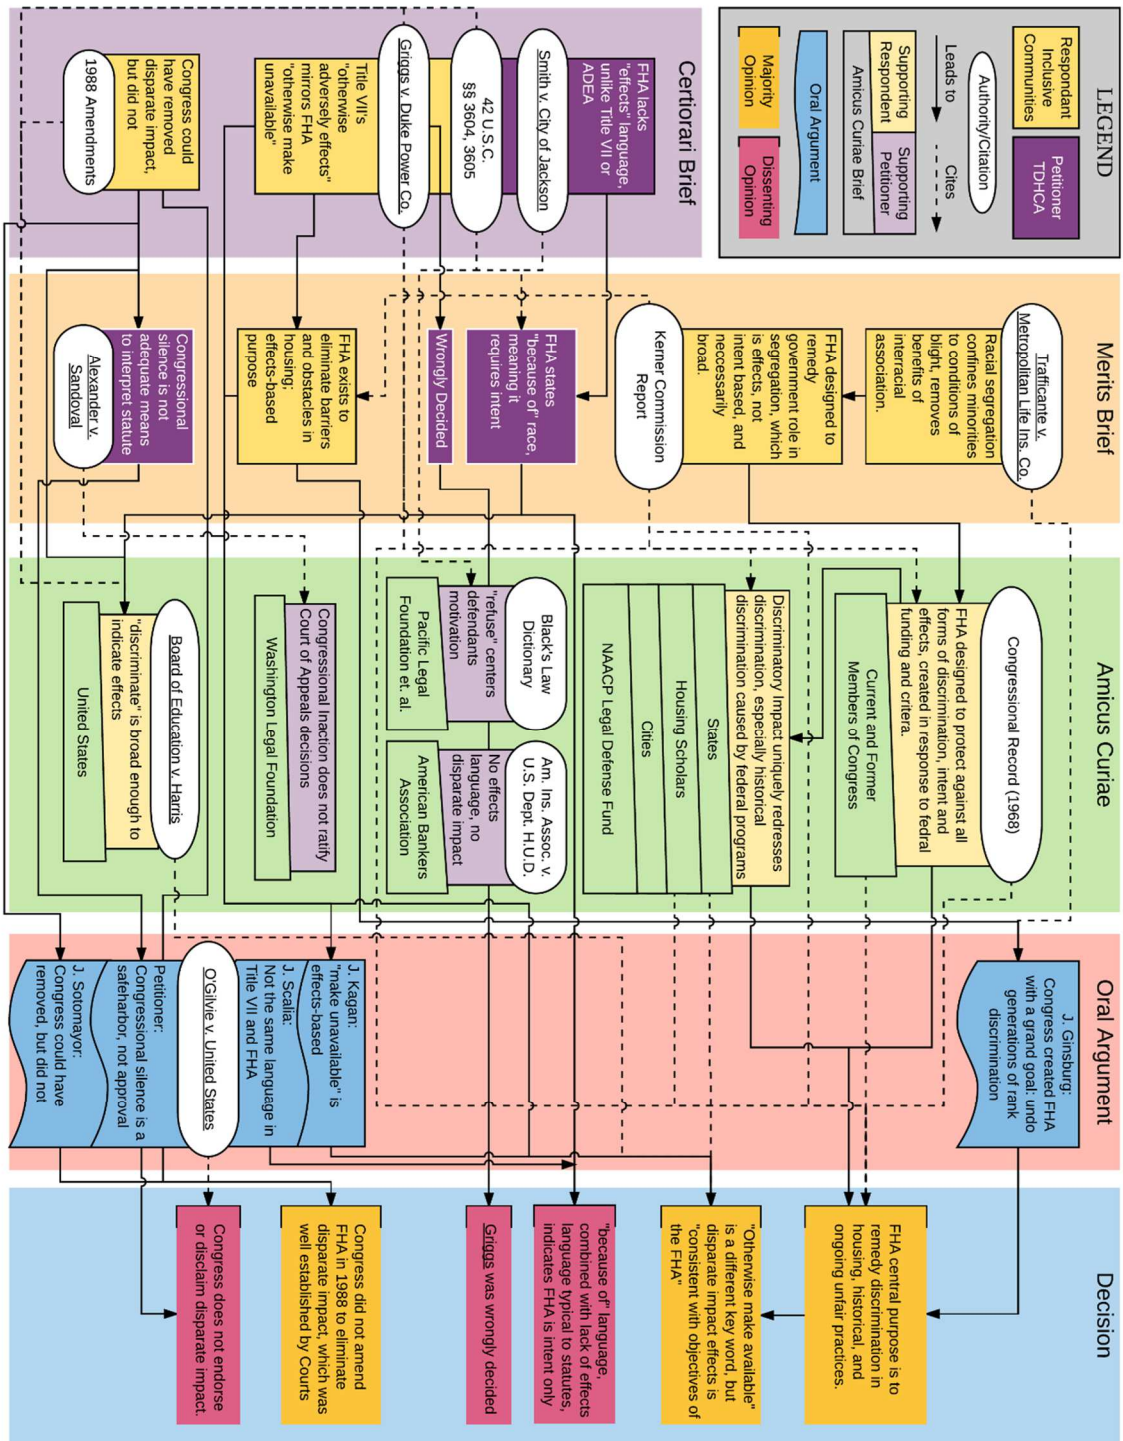 LEGEND
Respondant
Inclusive
Communities
Petitioner
TDHCA
Authority/Citation
Leads to
Cites
Supporting
Respondent
Supporting
Petitioner
Amicus Curiae Brief
Oral Argument
Majority
Opinion
Dissenting
Opinion
Certiorari Brief
FHA lacks
"effects" language,
unlike Title VII or
ADEA
Smith v. City of Jackson
42 U.S.C.
§§ 3604, 3605
Griggs v. Duke Power Co.
Title VII's
"otherwise
adversely effects"
mirrors FHA
"otherwise make
unavailable"
Congress could
have removed
disparate impact,
but did not
1988 Amendments
Merits Brief
Trafficante v.
Metropolitan Life Ins. Co.
Racial segregation
confines minorities
to conditions of
blight, removes
benefits of
interracial
association.
FHA designed to
remedy
government role in
segregation, which
is effects, not
intent based, and
neccessarily
broad.
Kerner Commission
Report
FHA states
"because of" race,
meaning it
requires intent
Wrongly Decided
FHA exists to
eliminate barriers
and obstacles in
housing;
effects-based
purpose
Congressional
silence is not
adequate means
to interpret statute
Alexander v.
Sandoval
Amicus Curiae
Congressional Record (1968)
FHA designed to protect against all
forms of discrimination, intent and
effects, created in response to fedral
funding and critera.
Current and Former
Members of Congress
Discriminatory Impact uniquely redresses
discrimination, especially historical
discrimination caused by federal programs
States
Housing Scholars
Cities
NAACP Legal Defense Fund
Black's Law
Dictionary
"refuse" centers
defendants
motivation
Pacific Legal
Foundation et. al.
Am. Ins. Assoc. v.
U.S. Dept. H.U.D.
No effects
language, no
disparate impact
American Bankers
Association
Congressional Inaction does not ratify
Court of Appeals decisions
Washington Legal Foundation
Board of Education v. Harris
"discriminate" is broad enough to
indicate effects
United States
Oral Argument
J. Ginsburg:
Congress created FHA
with a grand goal: undo
generations of rank
discrimination
J. Kagan:
"make unavailable" is
effects-based
J. Scalia:
Not the same language in
Title VII and FHA
O'Gilvie v. United States
Petitioner:
Congressional silence is a
safeharbor, not approval
J. Sotomayor:
Congress could have
removed, but did not
Decision
FHA central purpose is to
remedy discrimination in
housing, historical, and
ongoing unfair practices.
"Otherwise make available"
is a different key word, but
disparate impact effects is
"consistent with objectives of
the FHA"
"because of" language,
combined with lack of effects
language typical to statutes,
indicates FHA is intent only
Griggs was wrongly decided
Congress did not amend
FHA in 1988 to eliminate
disparate impact, which was
well established by Courts
Congress does not endorse
or disclaim disparate impact.